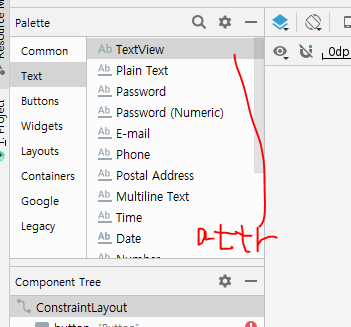 Resource M
1: Project
Palette
Common
Text
Buttons
Widgets
Layouts
Containers
Google
Legacy
Ab TextView
Ab Plain Text
Ab Password
Ab Password (Numeric)
Ab E-mail
Ab Phone
Ab Postal Address
Ab Multiline Text
Ab Time
Ab Date
Ab Number
attr
0dp
Component Tree
ConstraintLayout
button "Button"